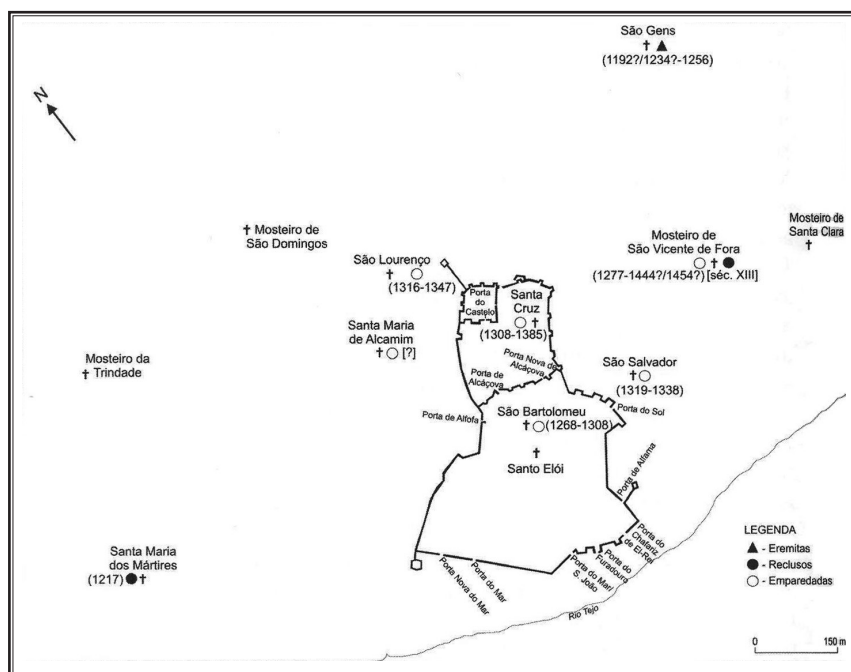 São Gens
(1192?/1234?-1256)
N
Mosteiro de
São Domingos
São Lourenço
(1316-1347)
Mosteiro de
São Vicente de Fora
(1277-1444?/1454?) [séc. XIII]
Mosteiro de
Santa Clara
Porta
do
Castelo
Santa
Cruz
(1308-1385)
Santa Maria
de Alcamim
[?]
Mosteiro da
Trindade
Porta Nova de
Alcáçova
Porta de
Alcáçova
São Salvador
(1319-1338)
Porta do Sol
Porta de Alfofa
São Bartolomeu
(1268-1308)
Santo Elói
Porta de Alfama
Porta do
Chafariz
de El-Rei
Porta do
Furadouro
Porta do Mar/
S. João
Porta do Mar
Porta Nova do Mar
Rio Tejo
Santa Maria
dos Mártires
(1217)
LEGENDA
- Eremitas
- Reclusos
- Emparedadas
0 150 m